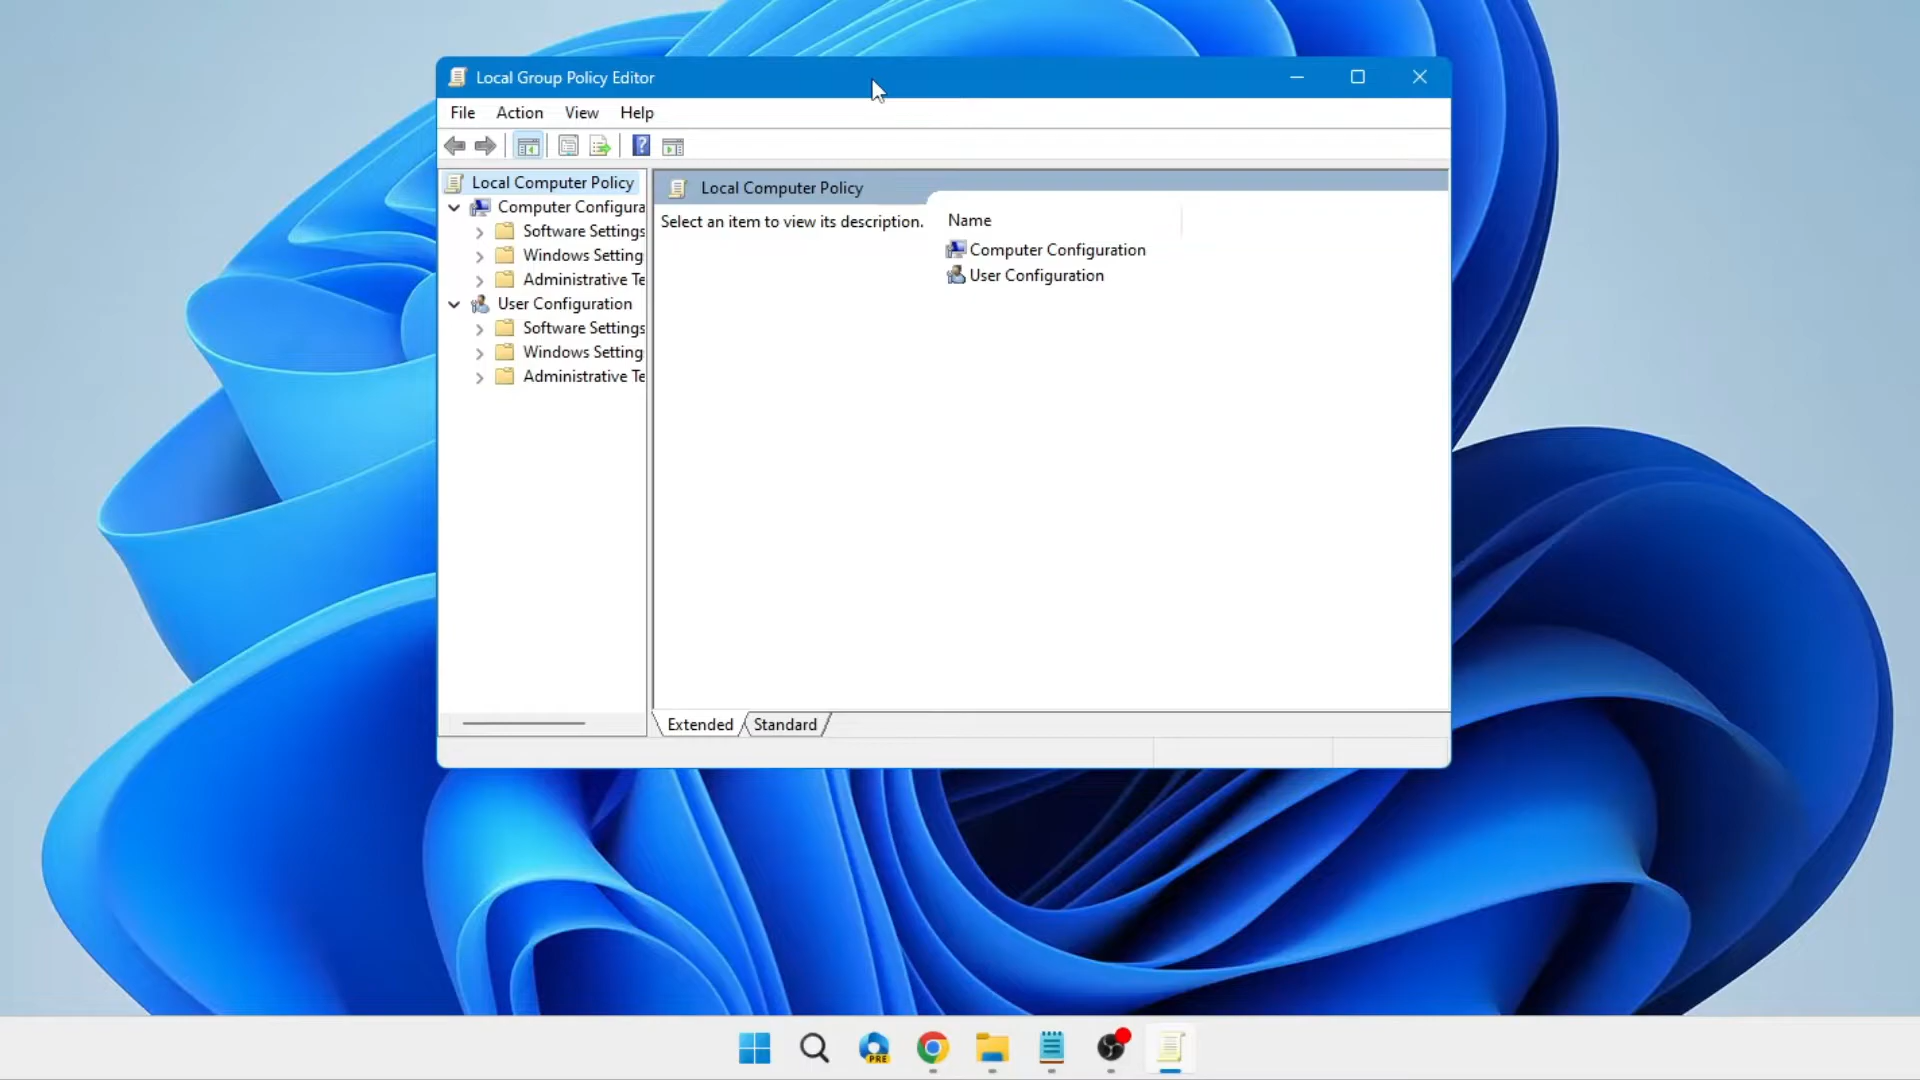 Local Group Policy Editor
File Action View Help
Local Computer Policy
Computer Configura
Software Settings
Windows Setting
Administrative Te
User Configuration
Software Settings
Windows Setting
Administrative Te
Local Computer Policy
Select an item to view its description.
Name
Computer Configuration
User Configuration
Extended Standard
PRE